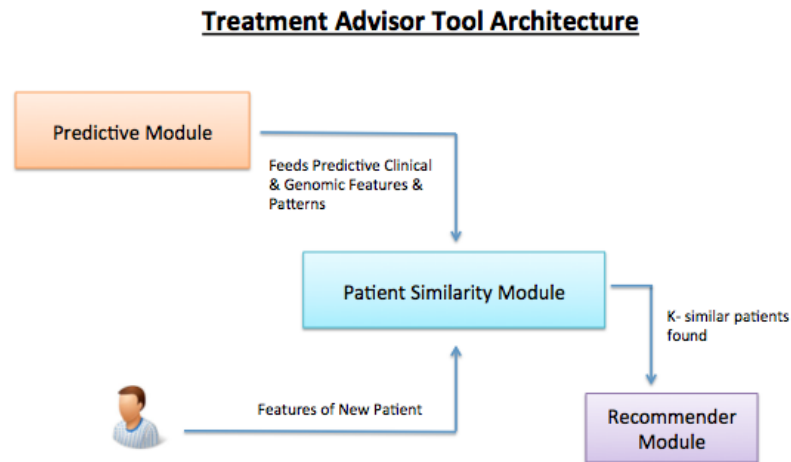 Treatment Advisor Tool Architecture
Predictive Module
Feeds Predictive Clinical
& Genomic Features &
Patterns
Patient Similarity Module
K- similar patients
found
Features of New Patient
Recommender
Module